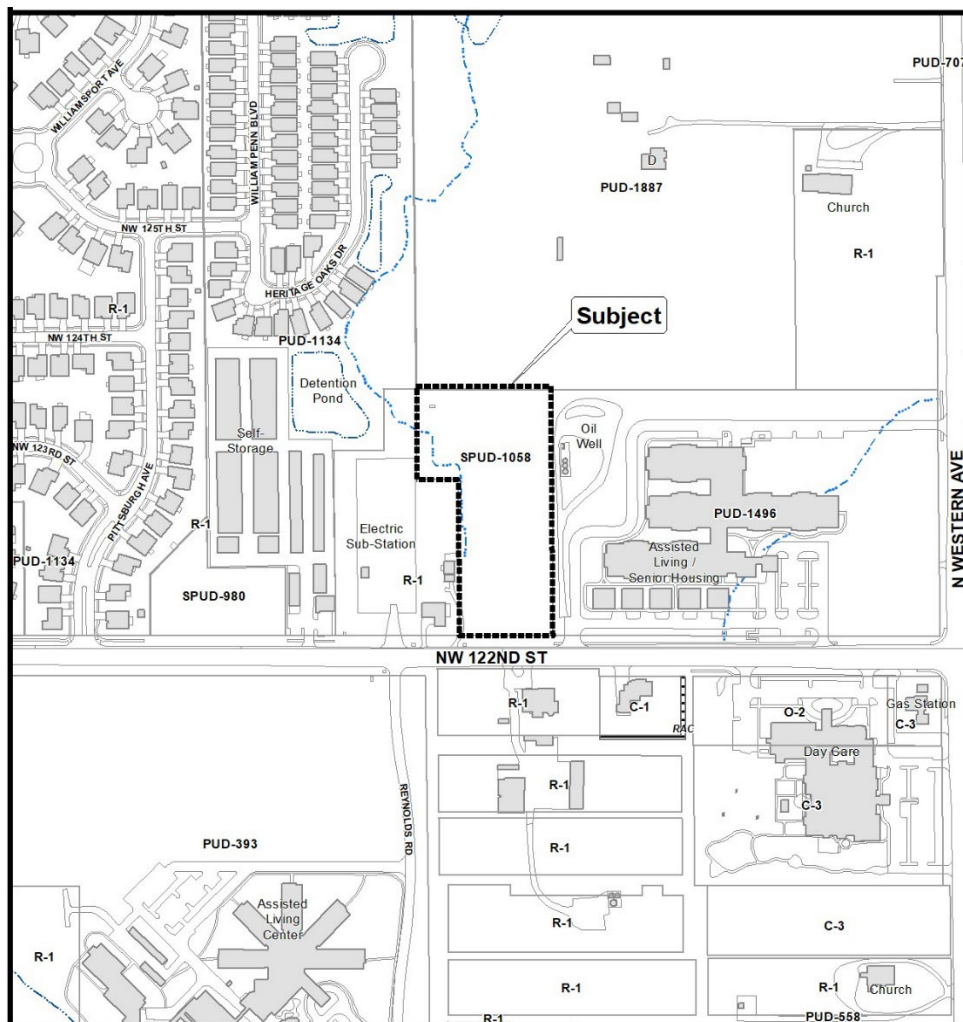 WILLIAMSPORT AVE
WILLIAM PENN BLVD
PUD-707
D
PUD-1887
Church
R-1
NW 125TH ST
HERITAGE OAKS DR
R-1
NW 124TH ST
PUD-1134
Subject
Detention
Pond
Self-
Storage
NW 123RD ST
SPUD-1058
Oil
Well
PITTSBURGH AVE
R-1
PUD-1496
Electric
Sub-Station
Assisted
Living /
Senior Housing
PUD-1134
R-1
SPUD-980
N WESTERN AVE
NW 122ND ST
R-1
C-1
RAC
O-2
Gas Station
C-3
Day Care
R-1
C-3
REYNOLDS RD
PUD-393
R-1
Assisted
Living
Center
R-1
C-3
R-1
R-1
R-1
Church
R-1
PUD-558